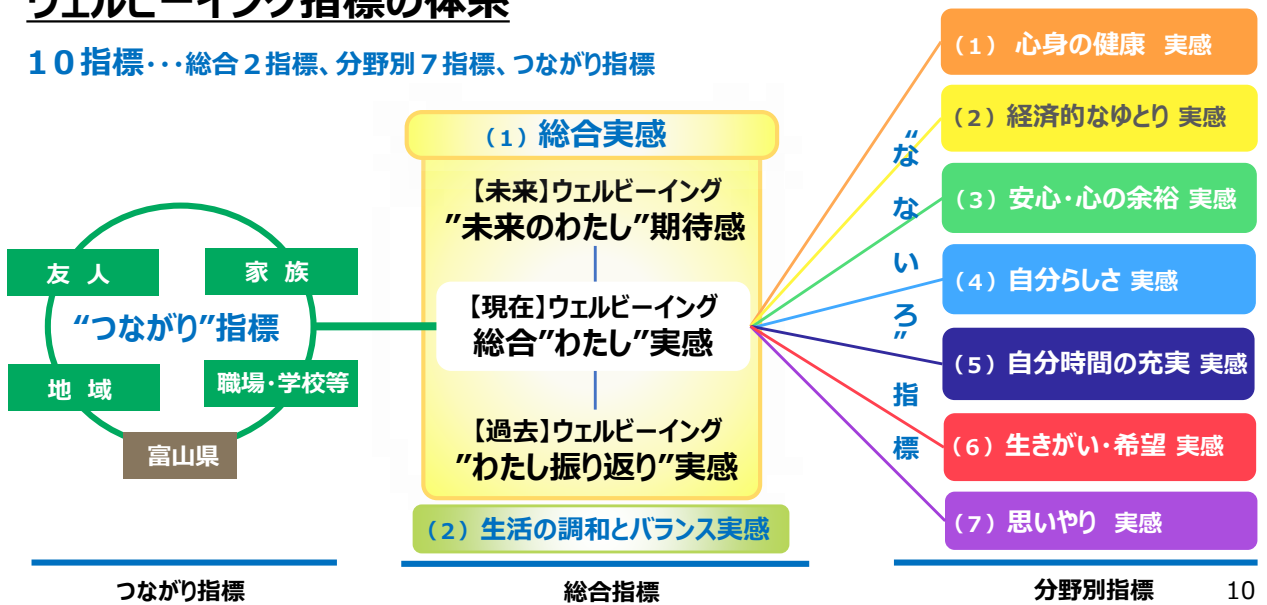 ウェルビーイング指標の体系
10指標･･･総合2指標、分野別7指標、つながり指標
友 人
家 族
“つながり”指標
地 域
職場･学校等
富山県
つながり指標
(1) 総合実感
【未来】ウェルビーイング
”未来のわたし”期待感
【現在】ウェルビーイング
総合”わたし”実感
【過去】ウェルビーイング
”わたし振り返り”実感
(2) 生活の調和とバランス実感
総合指標
“なないろ”指標
(1) 心身の健康 実感
(2) 経済的なゆとり 実感
(3) 安心･心の余裕 実感
(4) 自分らしさ 実感
(5) 自分時間の充実 実感
(6) 生きがい･希望 実感
(7) 思いやり 実感
分野別指標
10